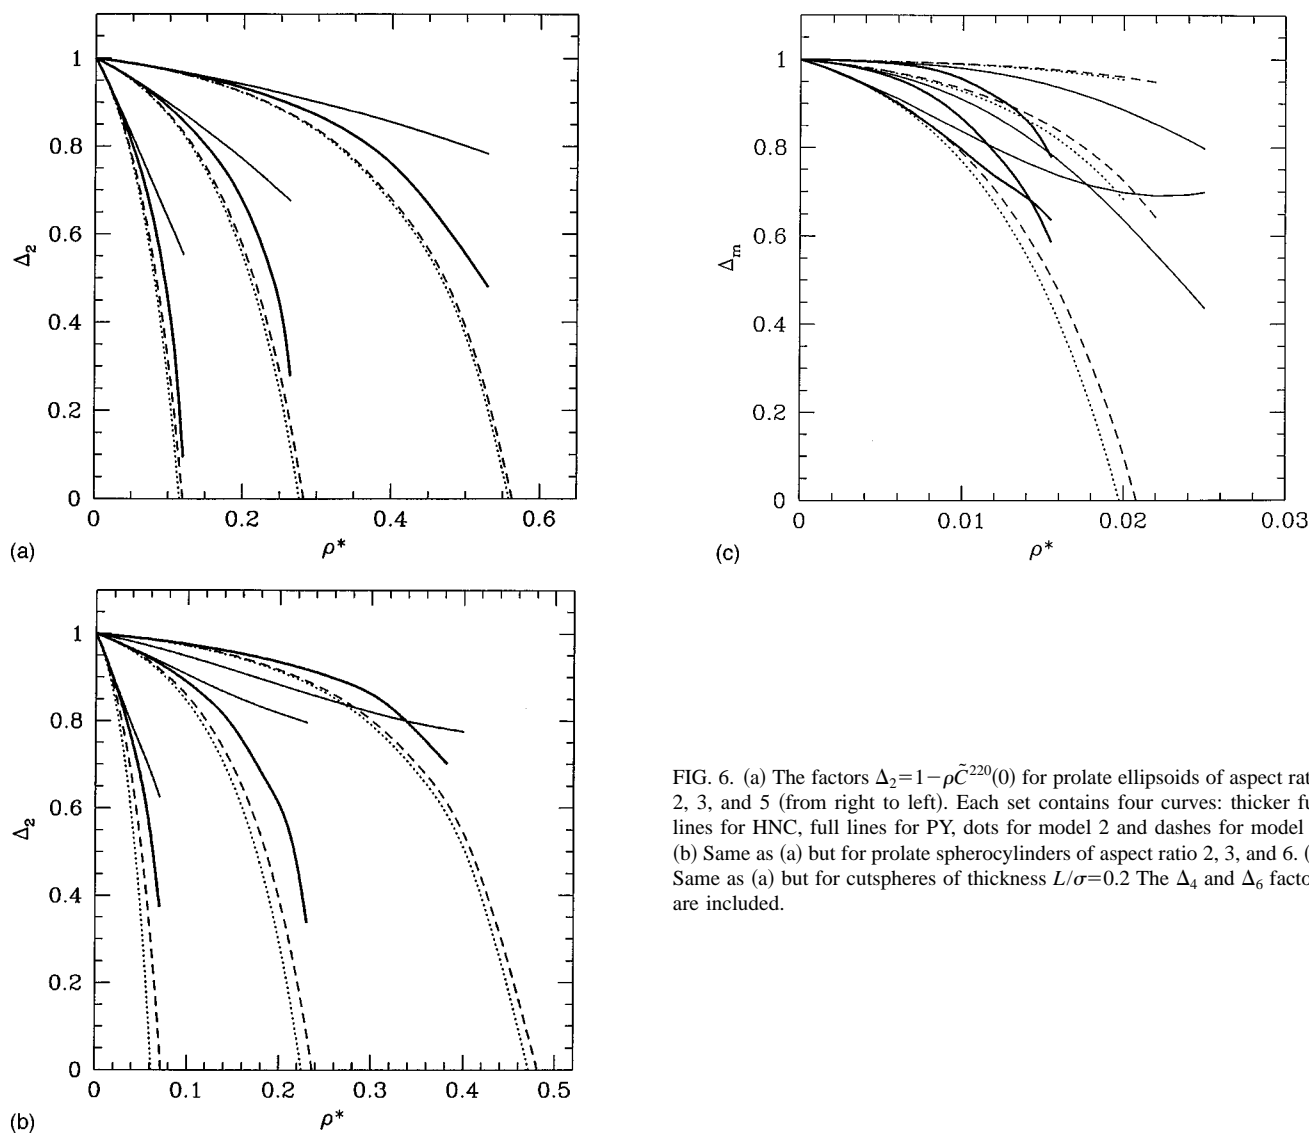 1
0.8
0.6
0.4
0.2
0
Δ2
0
0.2
0.4
0.6
ρ*
(a)
1
0.8
0.6
0.4
0.2
0
Δm
0
0.01
0.02
0.03
ρ*
(c)
1
0.8
0.6
0.4
0.2
0
Δ2
0
0.1
0.2
0.3
0.4
0.5
ρ*
(b)
FIG. 6. (a) The factors Δ2=1−ρC̃²²⁰(0) for prolate ellipsoids of aspect rat
2, 3, and 5 (from right to left). Each set contains four curves: thicker fu
lines for HNC, full lines for PY, dots for model 2 and dashes for model
(b) Same as (a) but for prolate spherocylinders of aspect ratio 2, 3, and 6. (
Same as (a) but for cutspheres of thickness L/σ=0.2 The Δ4 and Δ6 facto
are included.